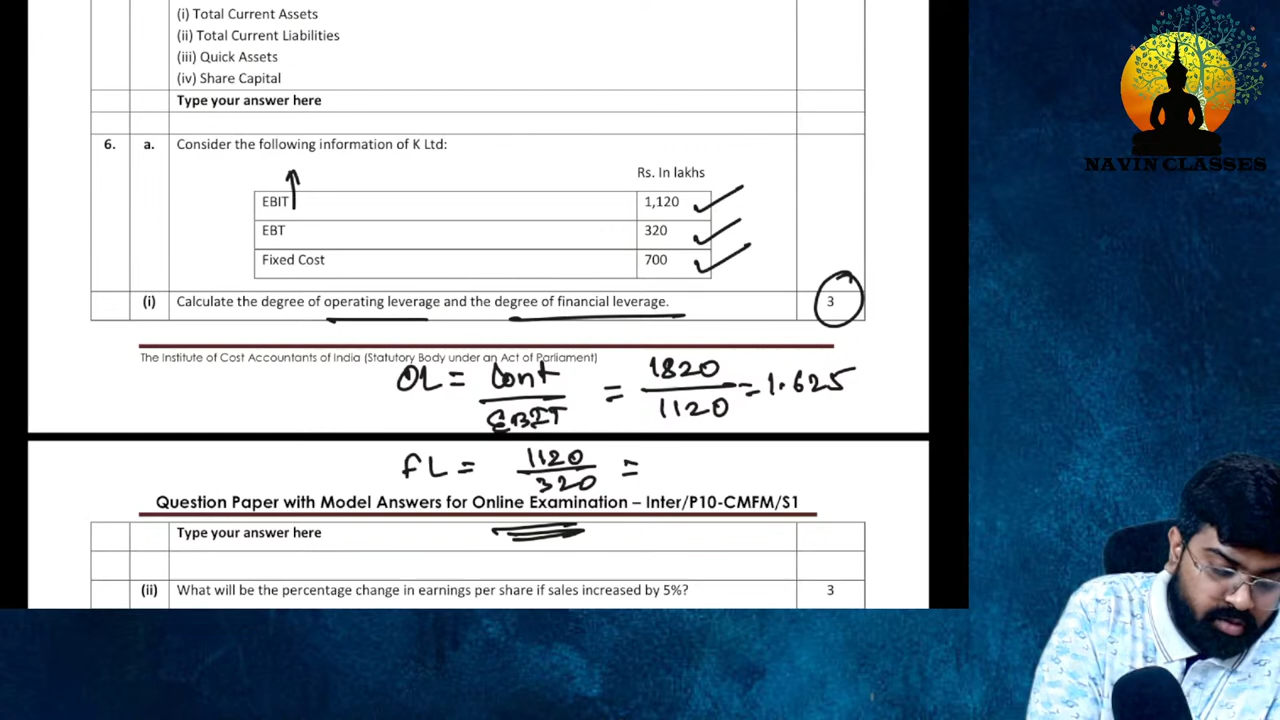 (i) Total Current Assets
(ii) Total Current Liabilities
(iii) Quick Assets
(iv) Share Capital
Type your answer here
NAVIN CLASSES
6. a. Consider the following information of K Ltd:
Rs. In lakhs
EBIT 1,120
EBT 320
Fixed Cost 700
(i) Calculate the degree of operating leverage and the degree of financial leverage. 3
The Institute of Cost Accountants of India (Statutory Body under an Act of Parliament)
OL = Cont / EBIT = 1820 / 1120 = 1.625
FL = 1120 / 320 =
Question Paper with Model Answers for Online Examination – Inter/P10-CMFM/S1
Type your answer here
(ii) What will be the percentage change in earnings per share if sales increased by 5%? 3